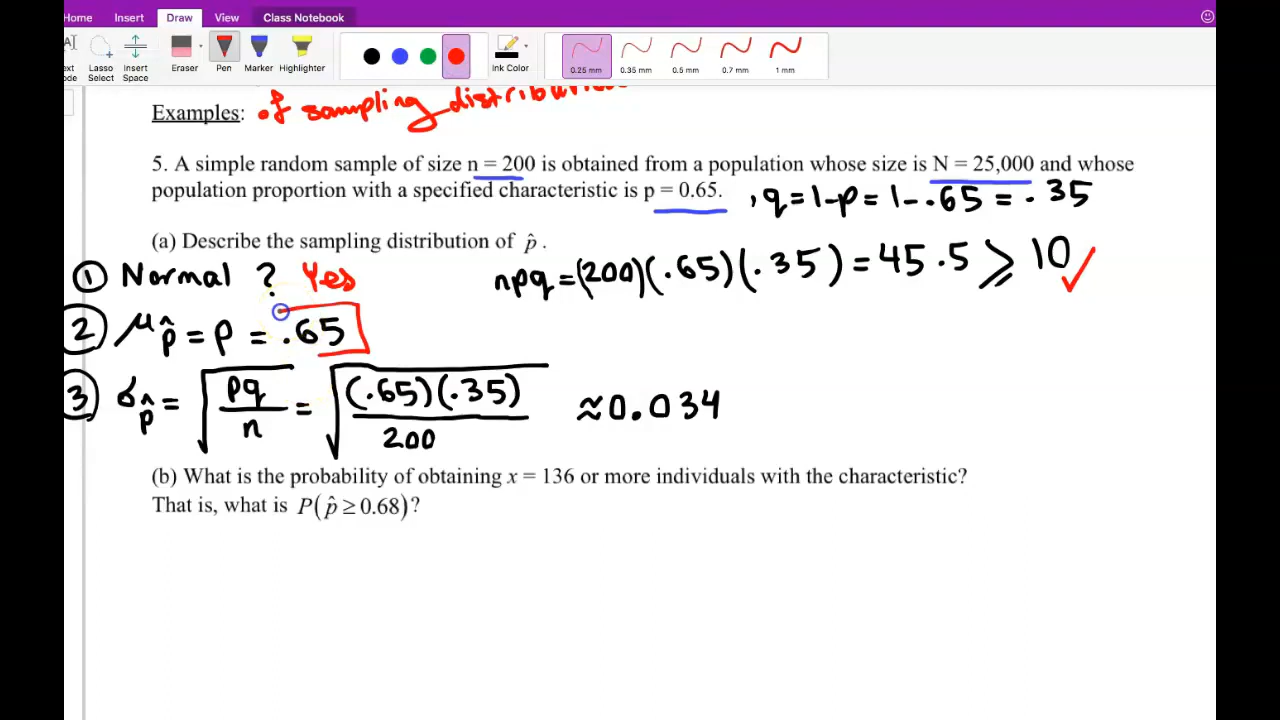 Home Insert Draw View Class Notebook
Lasso Select Insert Space Eraser Pen Marker Highlighter Ink Color 0.25 mm 0.35 mm 0.5 mm 0.7 mm 1 mm
Examples: of sampling distribution
5. A simple random sample of size n = 200 is obtained from a population whose size is N = 25,000 and whose
population proportion with a specified characteristic is p = 0.65. , q = 1-p = 1-.65 = .35
(a) Describe the sampling distribution of p̂ .
① Normal ? Yes npq = (200)(.65)(.35) = 45.5 ≥ 10 ✓
② μp̂ = p = .65
③ σp̂ = √(pq/n) = √((.65)(.35)/200) ≈ 0.034
(b) What is the probability of obtaining x = 136 or more individuals with the characteristic?
That is, what is P(p̂ ≥ 0.68)?